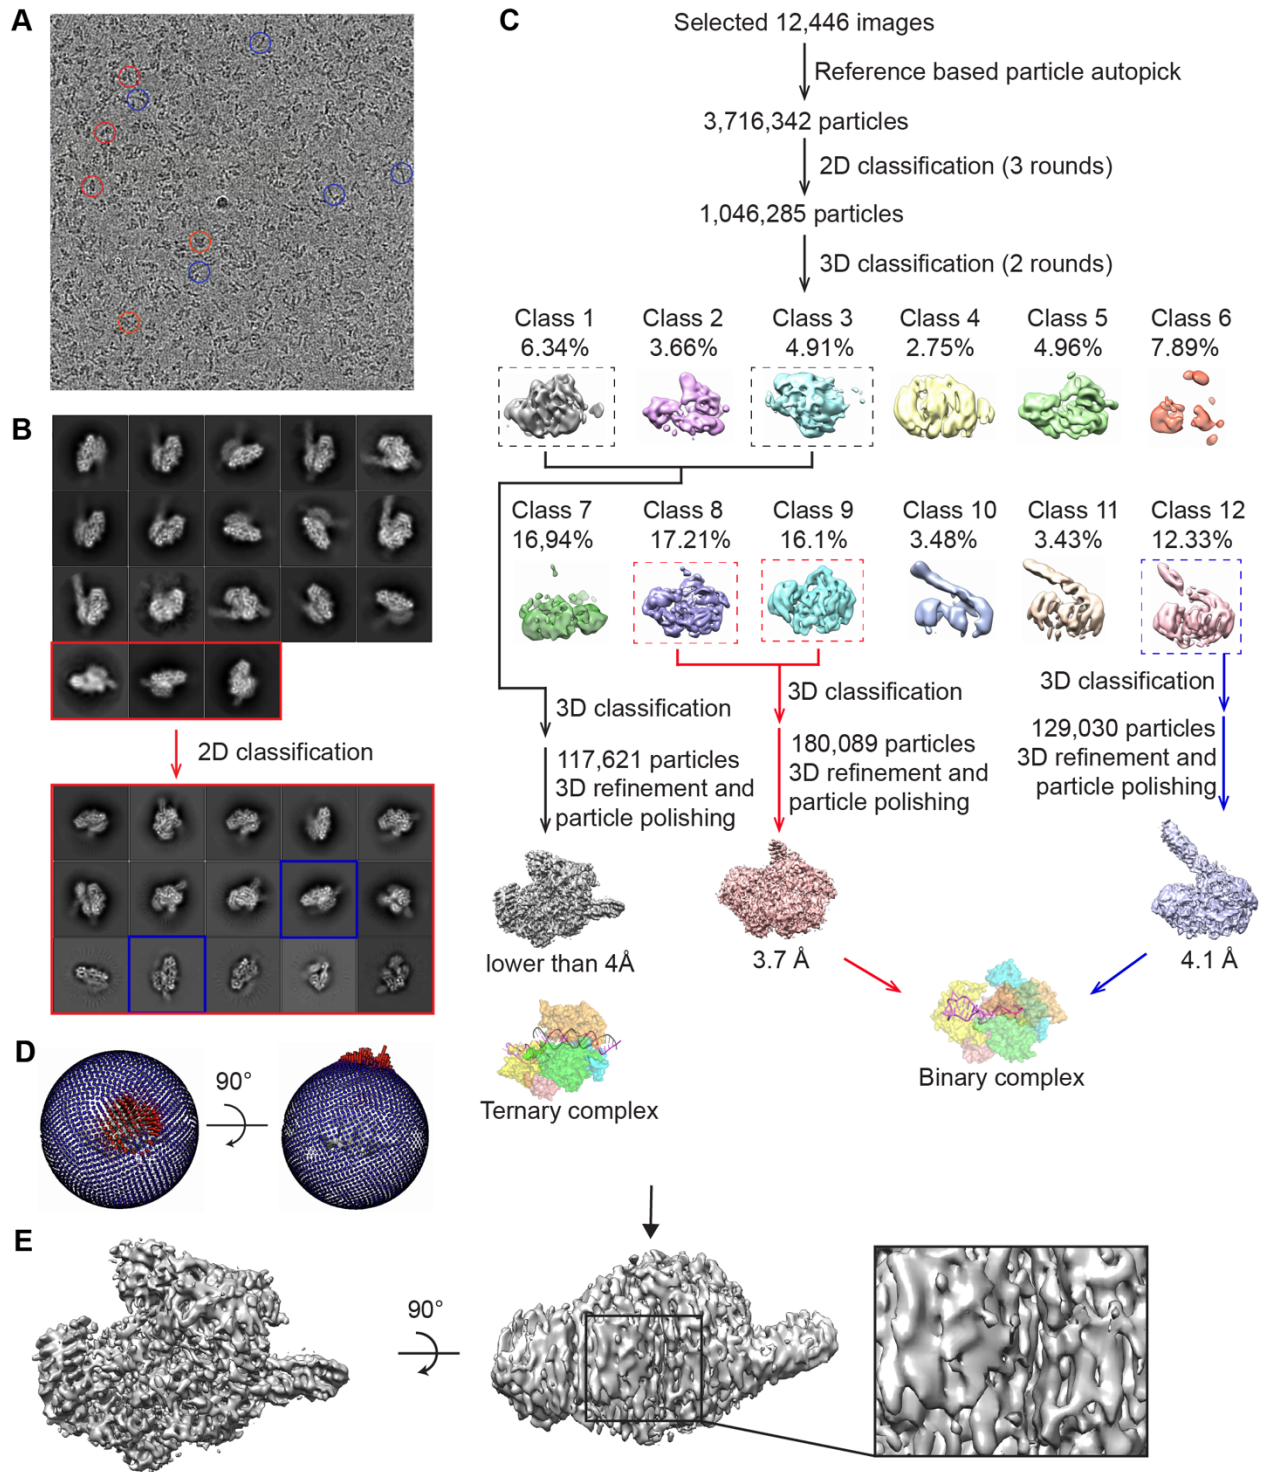 A
B
2D classification
D
90°
E
90°
C
Selected 12,446 images
Reference based particle autopick
3,716,342 particles
2D classification (3 rounds)
1,046,285 particles
3D classification (2 rounds)
Class 1 Class 2 Class 3 Class 4 Class 5 Class 6
6.34% 3.66% 4.91% 2.75% 4.96% 7.89%
Class 7 Class 8 Class 9 Class 10 Class 11 Class 12
16,94% 17.21% 16.1% 3.48% 3.43% 12.33%
3D classification
117,621 particles
3D refinement and
particle polishing
lower than 4Å
Ternary complex
3D classification
180,089 particles
3D refinement and
particle polishing
3.7 Å
3D classification
129,030 particles
3D refinement and
particle polishing
4.1 Å
Binary complex